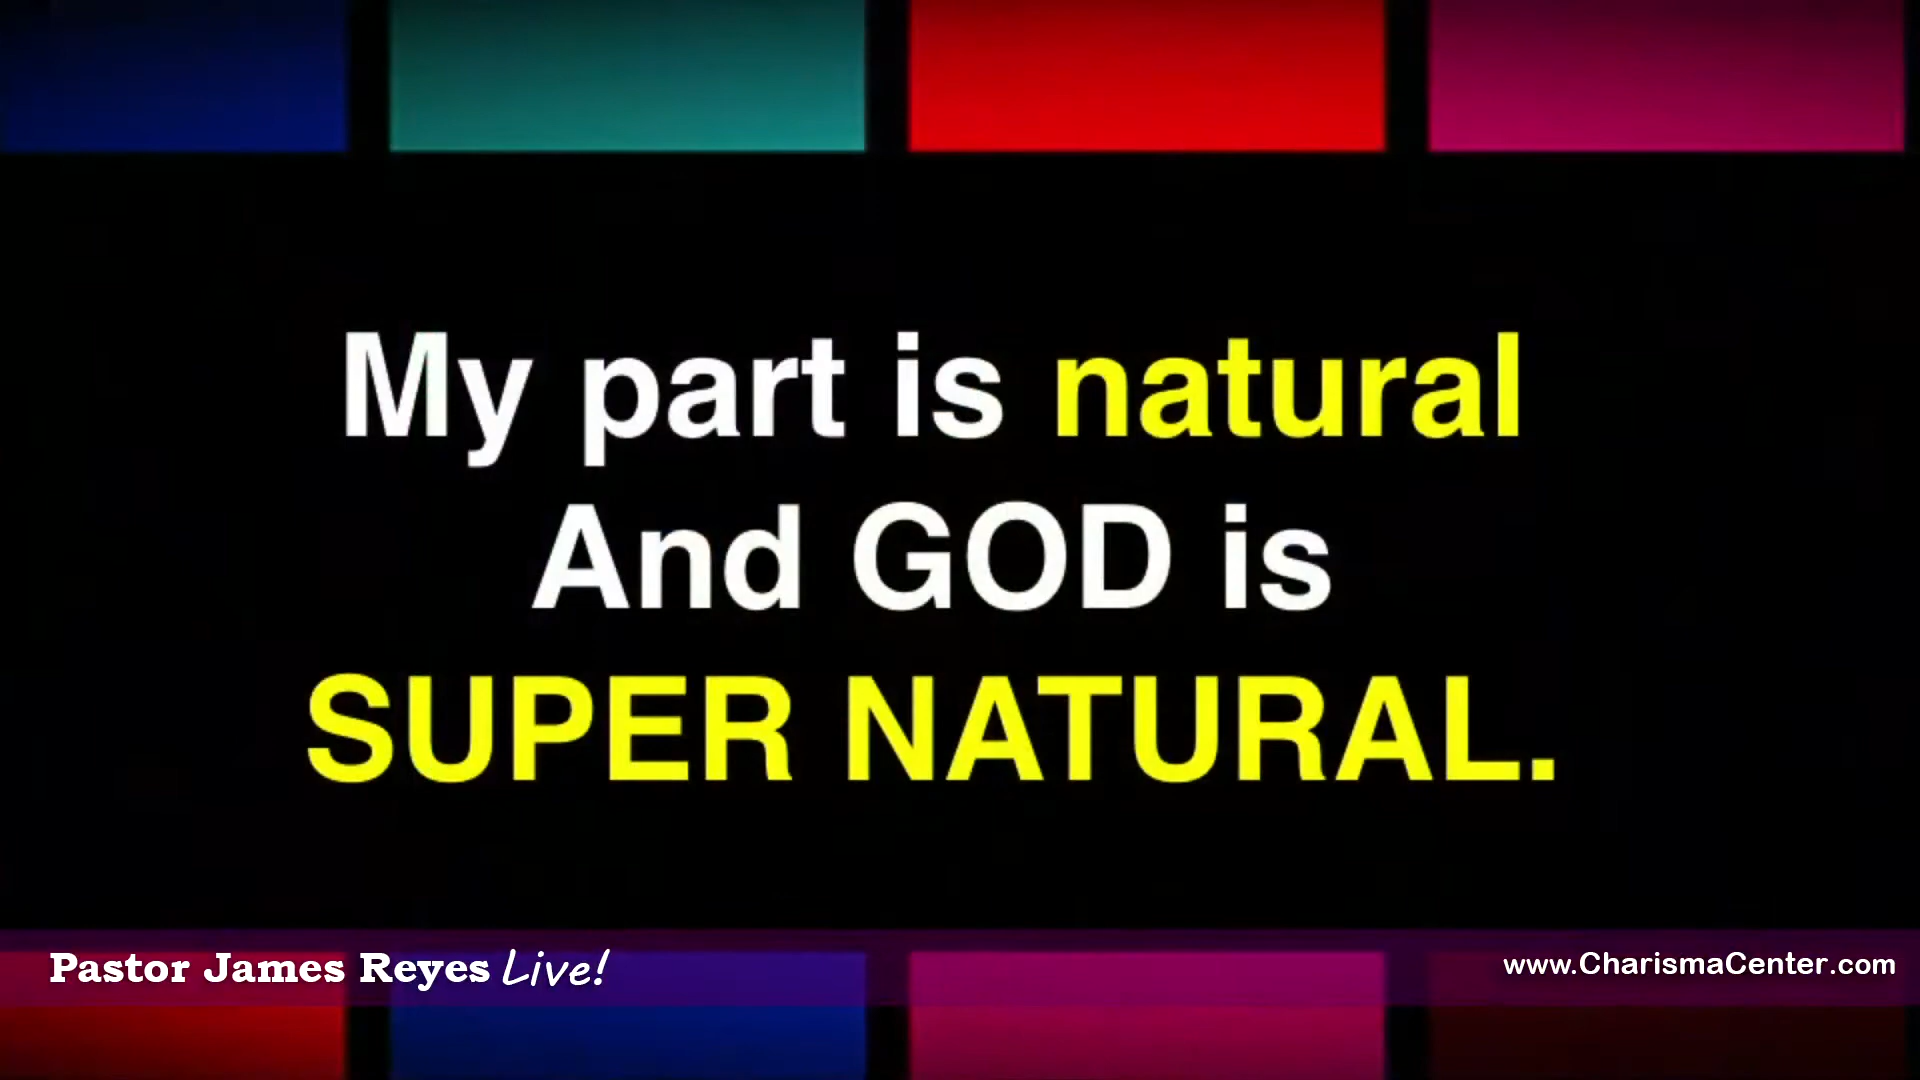 My part is natural
And GOD is
SUPER NATURAL.
Pastor James Reyes Live!
www.CharismaCenter.com